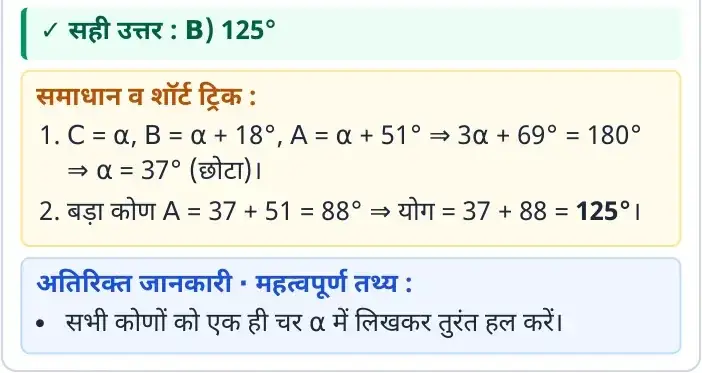 ✓ सही उत्तर : B) 125°
समाधान व शॉर्ट ट्रिक :
1. C = α, B = α + 18°, A = α + 51° ⇒ 3α + 69° = 180°
⇒ α = 37° (छोटा)।
2. बड़ा कोण A = 37 + 51 = 88° ⇒ योग = 37 + 88 = 125°।
अतिरिक्त जानकारी · महत्वपूर्ण तथ्य :
• सभी कोणों को एक ही चर α में लिखकर तुरंत हल करें।